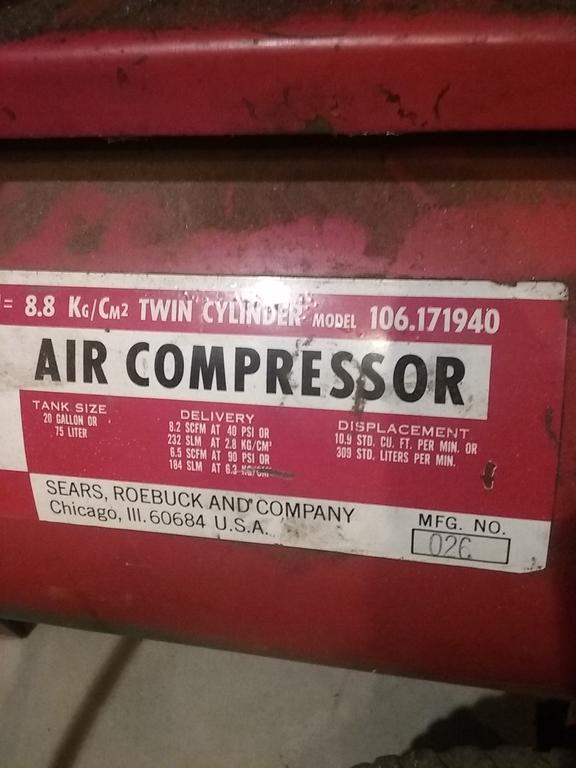 = 8.8 KG/CM2 TWIN CYLINDER MODEL 106.171940
AIR COMPRESSOR
TANK SIZE
20 GALLON OR
75 LITER
DELIVERY
8.2 SCFM AT 40 PSI OR
232 SLM AT 2.8 KG/CM²
6.5 SCFM AT 90 PSI OR
184 SLM AT 6.3 KG/CM²
DISPLACEMENT
10.9 STD. CU. FT. PER MIN. OR
309 STD. LITERS PER MIN.
SEARS, ROEBUCK AND COMPANY
Chicago, Ill. 60684 U.S.A.
MFG. NO.
026